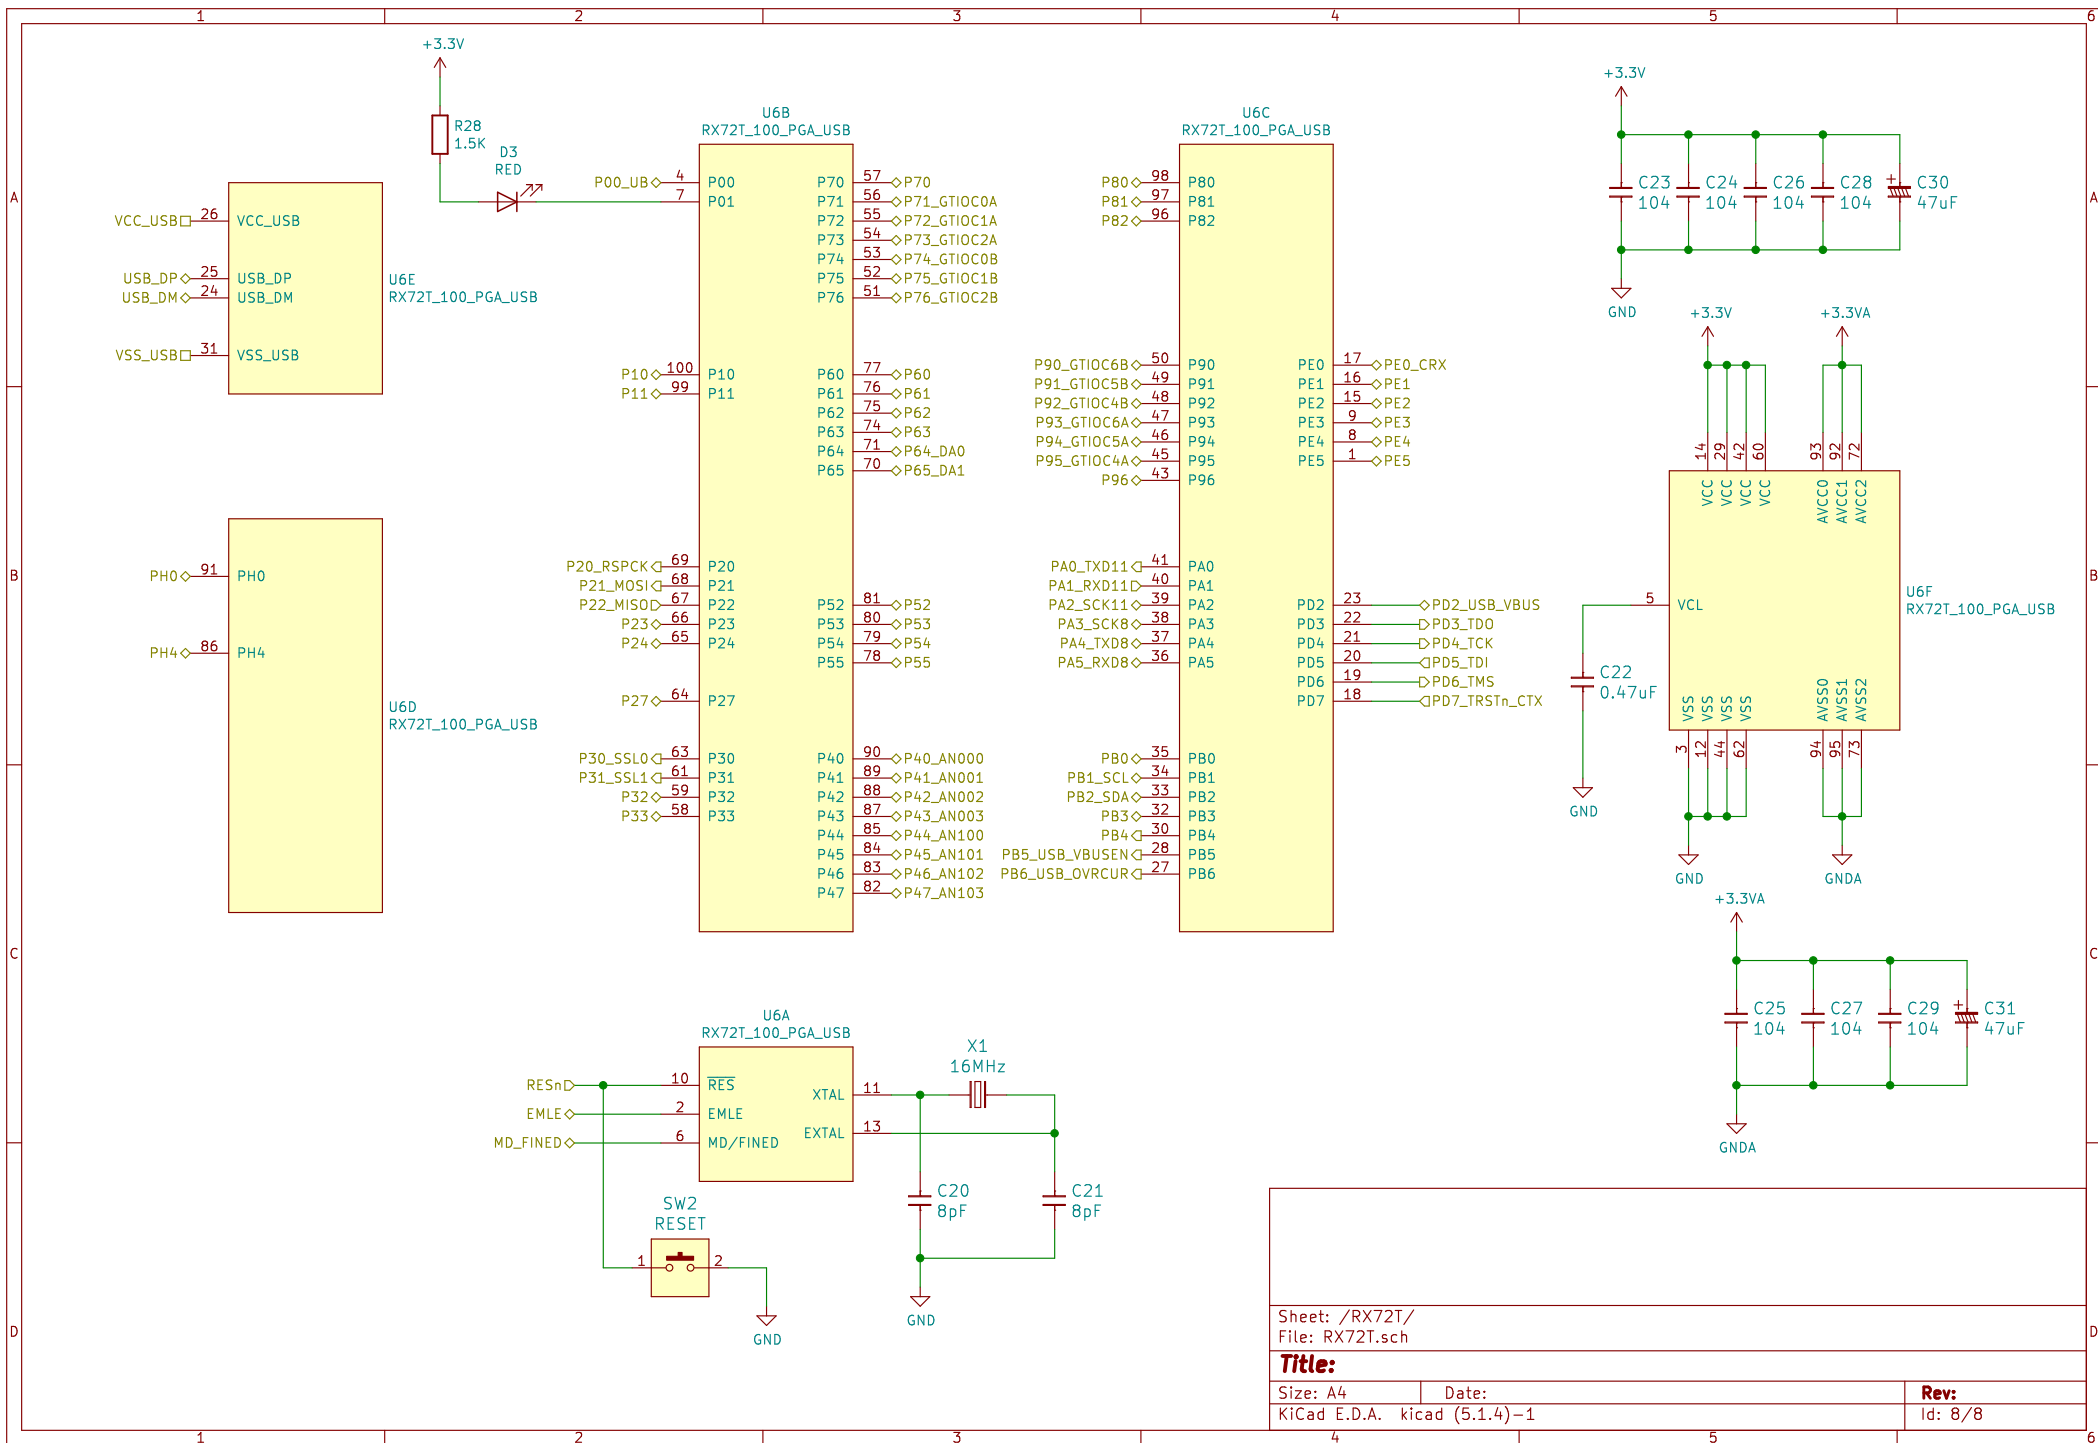 1 2 3 4 5 6
A
B
C
D
+3.3V
R28
1.5K
D3
RED
VCC_USB 26 VCC_USB
USB_DP 25 USB_DP
USB_DM 24 USB_DM
VSS_USB 31 VSS_USB
U6E
RX72T_100_PGA_USB
PH0 91 PH0
PH4 86 PH4
U6D
RX72T_100_PGA_USB
U6B
RX72T_100_PGA_USB
P00_UB 4 P00
7 P01
P10 100 P10
P11 99 P11
P20_RSPCK 69 P20
P21_MOSI 68 P21
P22_MISO 67 P22
P23 66 P23
P24 65 P24
P27 64 P27
P30_SSL0 63 P30
P31_SSL1 61 P31
P32 59 P32
P33 58 P33
P70 57 P70
P71 56 P71_GTIOC0A
P72 55 P72_GTIOC1A
P73 54 P73_GTIOC2A
P74 53 P74_GTIOC0B
P75 52 P75_GTIOC1B
P76 51 P76_GTIOC2B
P60 77 P60
P61 76 P61
P62 75 P62
P63 74 P63
P64 71 P64_DA0
P65 70 P65_DA1
P52 81 P52
P53 80 P53
P54 79 P54
P55 78 P55
P40 90 P40_AN000
P41 89 P41_AN001
P42 88 P42_AN002
P43 87 P43_AN003
P44 85 P44_AN100
P45 84 P45_AN101
P46 83 P46_AN102
P47 82 P47_AN103
U6C
RX72T_100_PGA_USB
P80 98 P80
P81 97 P81
P82 96 P82
P90_GTIOC6B 50 P90
P91_GTIOC5B 49 P91
P92_GTIOC4B 48 P92
P93_GTIOC6A 47 P93
P94_GTIOC5A 46 P94
P95_GTIOC4A 45 P95
P96 43 P96
PA0_TXD11 41 PA0
PA1_RXD11 40 PA1
PA2_SCK11 39 PA2
PA3_SCK8 38 PA3
PA4_TXD8 37 PA4
PA5_RXD8 36 PA5
PB0 35 PB0
PB1_SCL 34 PB1
PB2_SDA 33 PB2
PB3 32 PB3
PB4 30 PB4
PB5_USB_VBUSEN 28 PB5
PB6_USB_OVRCUR 27 PB6
PE0 17 PE0_CRX
PE1 16 PE1
PE2 15 PE2
PE3 9 PE3
PE4 8 PE4
PE5 1 PE5
PD2 23 PD2_USB_VBUS
PD3 22 PD3_TDO
PD4 21 PD4_TCK
PD5 20 PD5_TDI
PD6 19 PD6_TMS
PD7 18 PD7_TRSTn_CTX
+3.3V
C23 C24 C26 C28 C30
104 104 104 104 47uF
GND
+3.3V +3.3VA
14 29 42 60 93 92 72
VCC VCC VCC VCC AVCC0 AVCC1 AVCC2
5 VCL
U6F
RX72T_100_PGA_USB
C22
0.47uF
GND
VSS VSS VSS VSS AVSS0 AVSS1 AVSS2
3 12 44 62 94 95 73
GND GNDA
+3.3VA
C25 C27 C29 C31
104 104 104 47uF
GNDA
U6A
RX72T_100_PGA_USB
RESn 10 RES
EMLE 2 EMLE
MD_FINED 6 MD/FINED
XTAL 11
EXTAL 13
X1
16MHz
C20 C21
8pF 8pF
GND
SW2
RESET
1 2
GND
Sheet: /RX72T/
File: RX72T.sch
Title:
Size: A4 Date: Rev:
KiCad E.D.A. kicad (5.1.4)-1 Id: 8/8
1 2 3 4 5 6
A
B
C
D